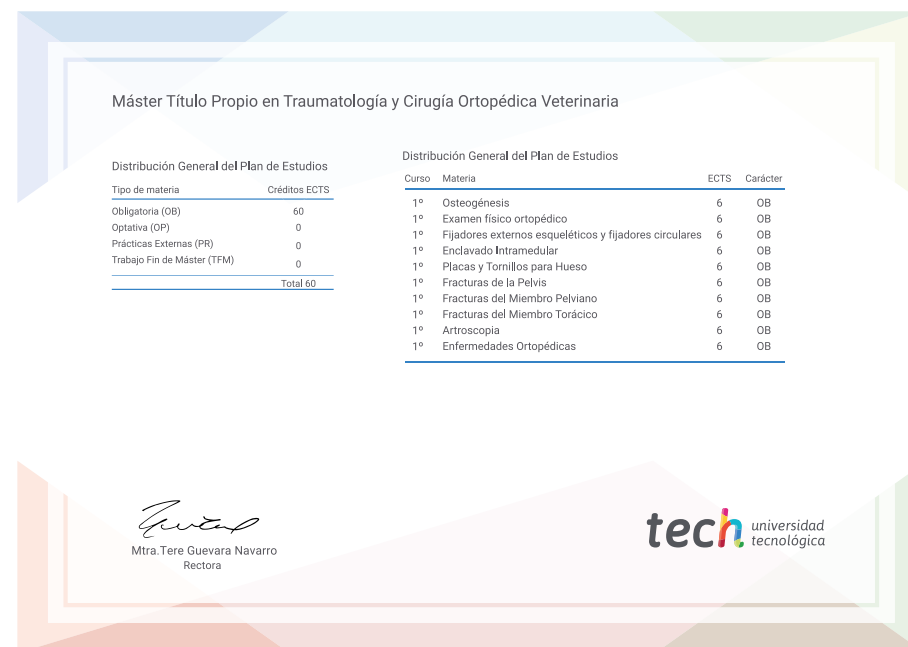 Máster Título Propio en Traumatología y Cirugía Ortopédica Veterinaria
Distribución General del Plan de Estudios
Tipo de materia Créditos ECTS
Obligatoria (OB) 60
Optativa (OP) 0
Prácticas Externas (PR) 0
Trabajo Fin de Máster (TFM) 0
Total 60
Distribución General del Plan de Estudios
Curso Materia ECTS Carácter
1º Osteogénesis 6 OB
1º Examen físico ortopédico 6 OB
1º Fijadores externos esqueléticos y fijadores circulares 6 OB
1º Enclavado Intramedular 6 OB
1º Placas y Tornillos para Hueso 6 OB
1º Fracturas de la Pelvis 6 OB
1º Fracturas del Miembro Pelviano 6 OB
1º Fracturas del Miembro Torácico 6 OB
1º Artroscopia 6 OB
1º Enfermedades Ortopédicas 6 OB
Mtra.Tere Guevara Navarro
Rectora
tech universidad
tecnológica